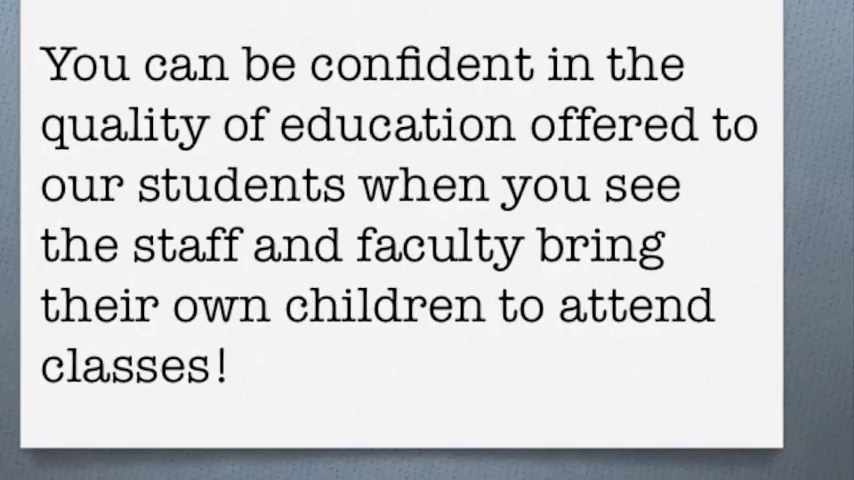 You can be confident in the
quality of education offered to
our students when you see
the staff and faculty bring
their own children to attend
classes!